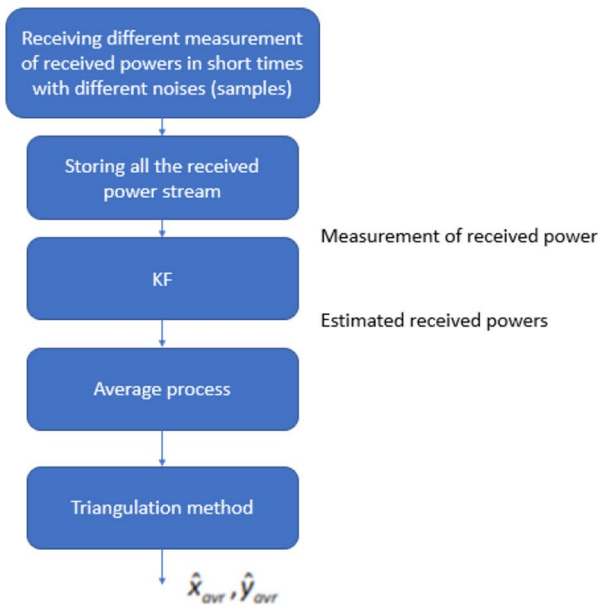 Receiving different measurement
of received powers in short times
with different noises (samples)
Storing all the received
power stream
Measurement of received power
KF
Estimated received powers
Average process
Triangulation method
x̂avr , ŷavr